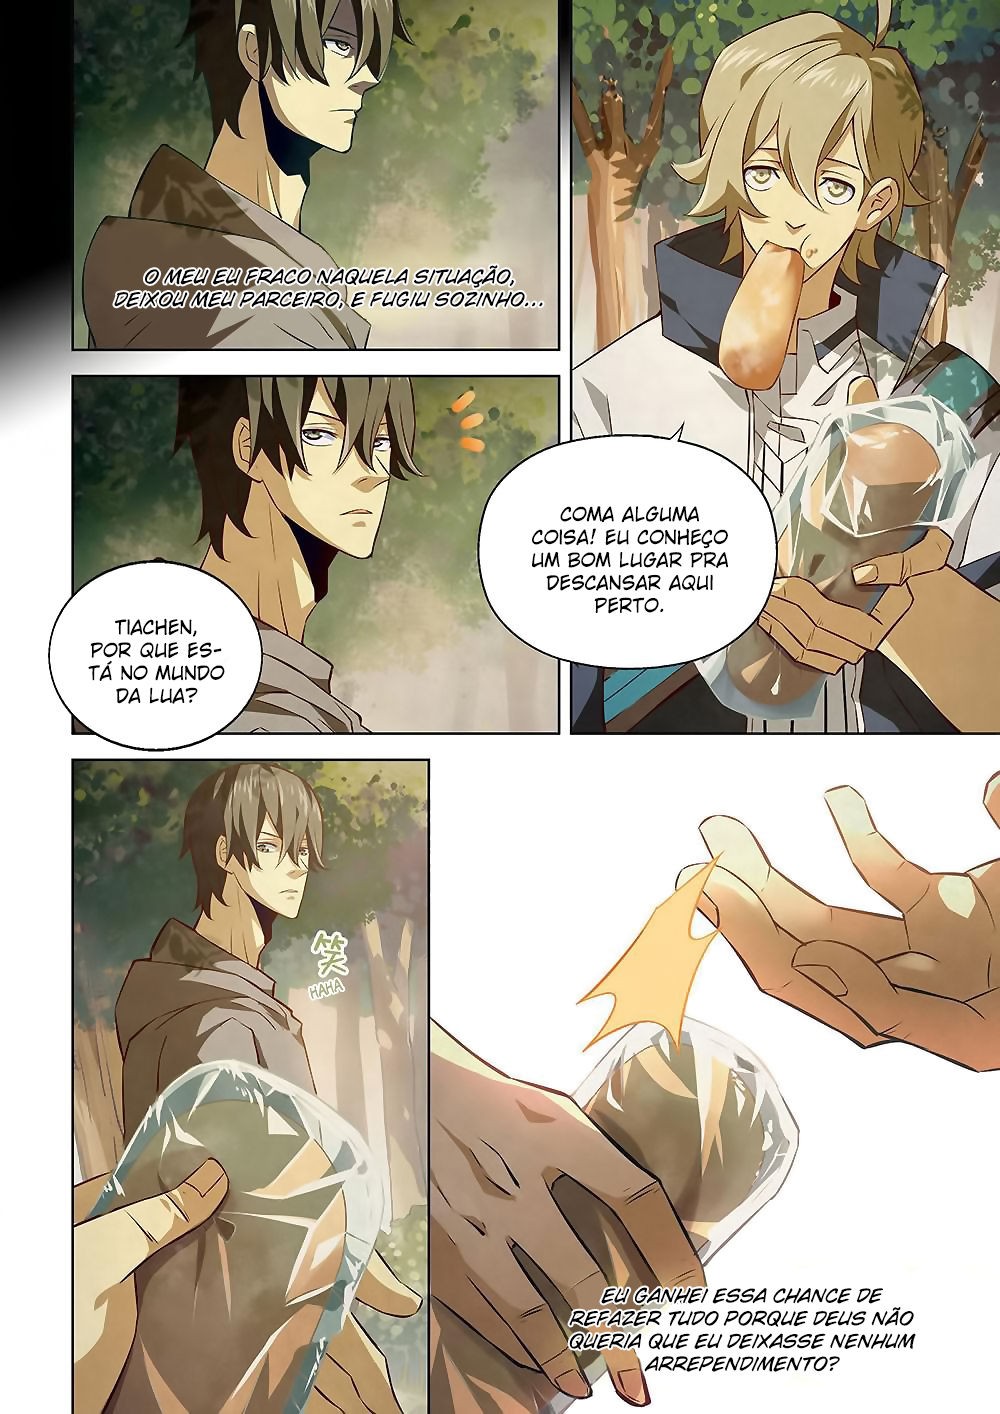 O MEU EU FRACO NAQUELA SITUAÇÃO,
DEIXOU MEU PARCEIRO, E FUGIU SOZINHO...
TIACHEN,
POR QUE ES-
TÁ NO MUNDO
DA LUA?
COMA ALGUMA
COISA! EU CONHEÇO
UM BOM LUGAR PRA
DESCANSAR AQUI
PERTO.
笑
HAHA
EU GANHEI ESSA CHANCE DE
REFAZER TUDO PORQUE DEUS NÃO
QUERIA QUE EU DEIXASSE NENHUM
ARREPENDIMENTO?